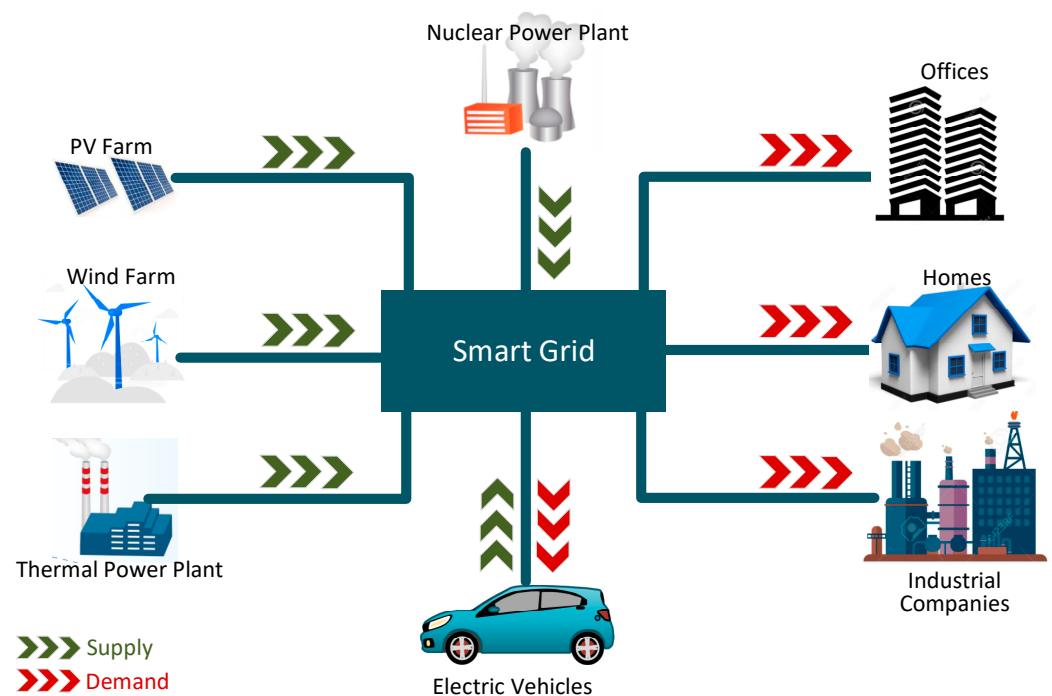 Nuclear Power Plant
Offices
PV Farm
Wind Farm
Homes
Smart Grid
Thermal Power Plant
Industrial
Companies
Supply
Demand
Electric Vehicles